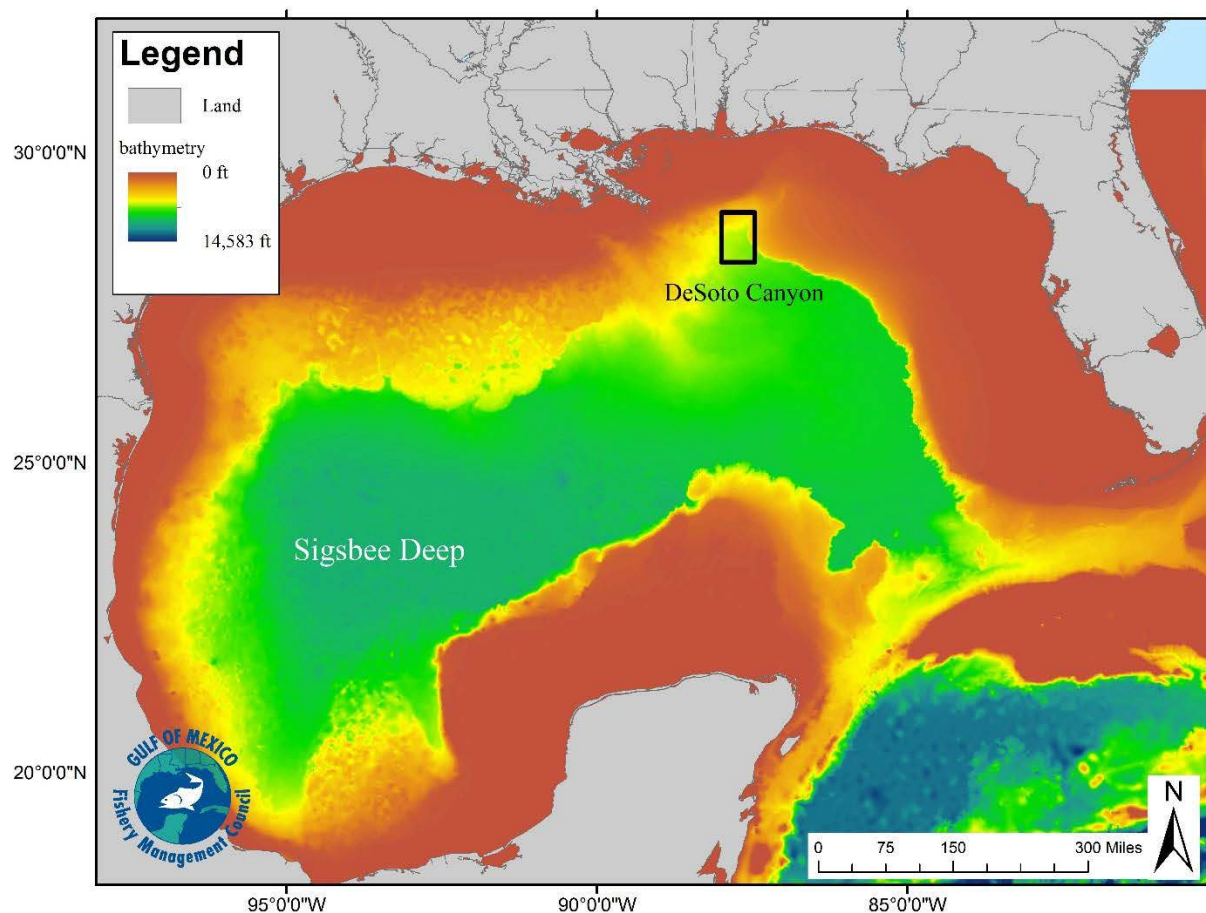 Legend
Land
bathymetry
0 ft
14,583 ft
30°0'0"N
25°0'0"N
20°0'0"N
DeSoto Canyon
Sigsbee Deep
GULF OF MEXICO
Fishery Management Council
N
0 75 150 300 Miles
95°0'0"W 90°0'0"W 85°0'0"W